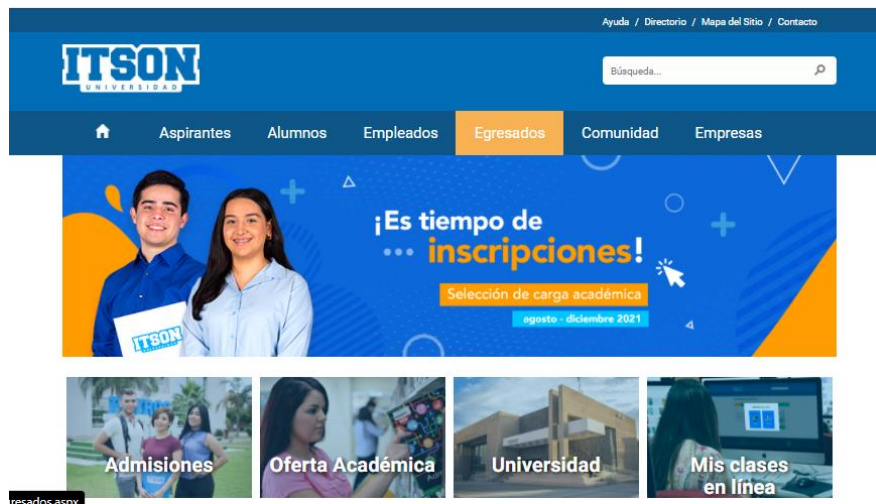 Ayuda / Directorio / Mapa del Sitio / Contacto
ITSON
UNIVERSIDAD
Búsqueda...
Aspirantes Alumnos Empleados Egresados Comunidad Empresas
¡Es tiempo de
inscripciones!
Selección de carga académica
agosto - diciembre 2021
ITSON
Admisiones Oferta Académica Universidad Mis clases
en línea
resados.aspx